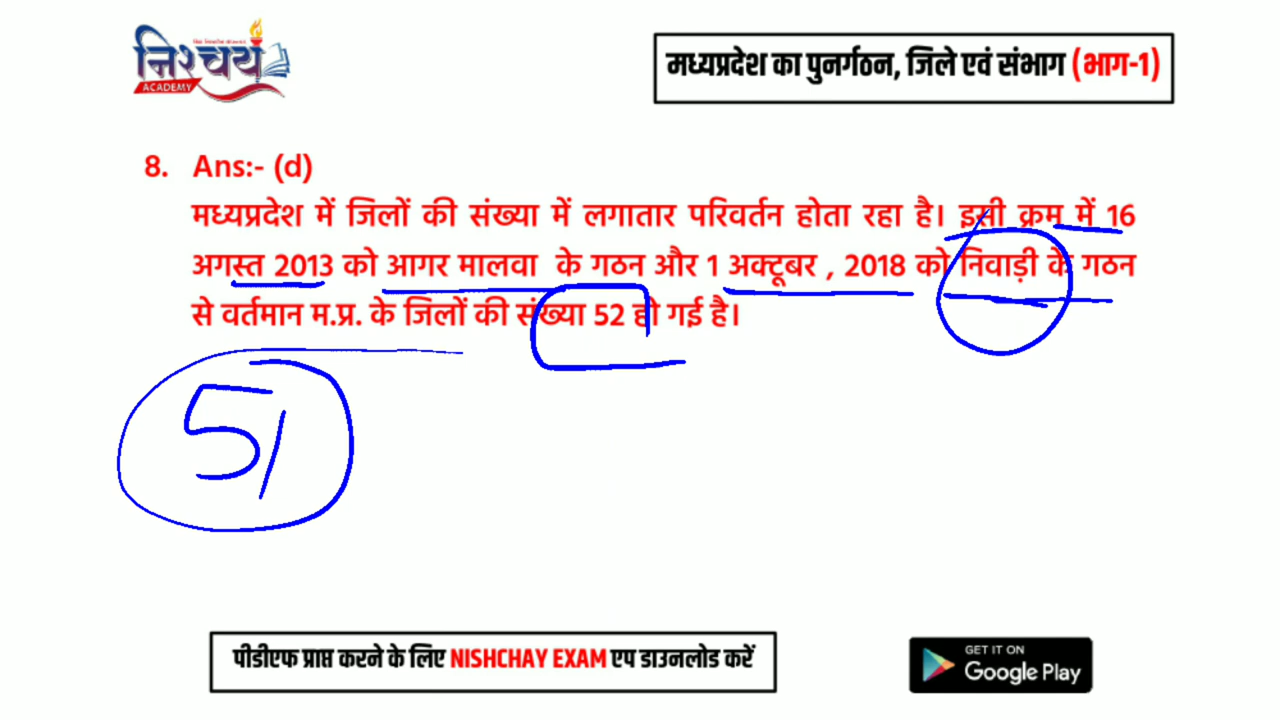 निश्चय
ACADEMY
मध्यप्रदेश का पुनर्गठन, जिले एवं संभाग (भाग-1)
8. Ans:- (d)
मध्यप्रदेश में जिलों की संख्या में लगातार परिवर्तन होता रहा है। इसी क्रम में 16
अगस्त 2013 को आगर मालवा के गठन और 1 अक्टूबर , 2018 को निवाड़ी के गठन
से वर्तमान म.प्र. के जिलों की संख्या 52 हो गई है।
51
पीडीएफ प्राप्त करने के लिए NISHCHAY EXAM एप डाउनलोड करें
GET IT ON
Google Play